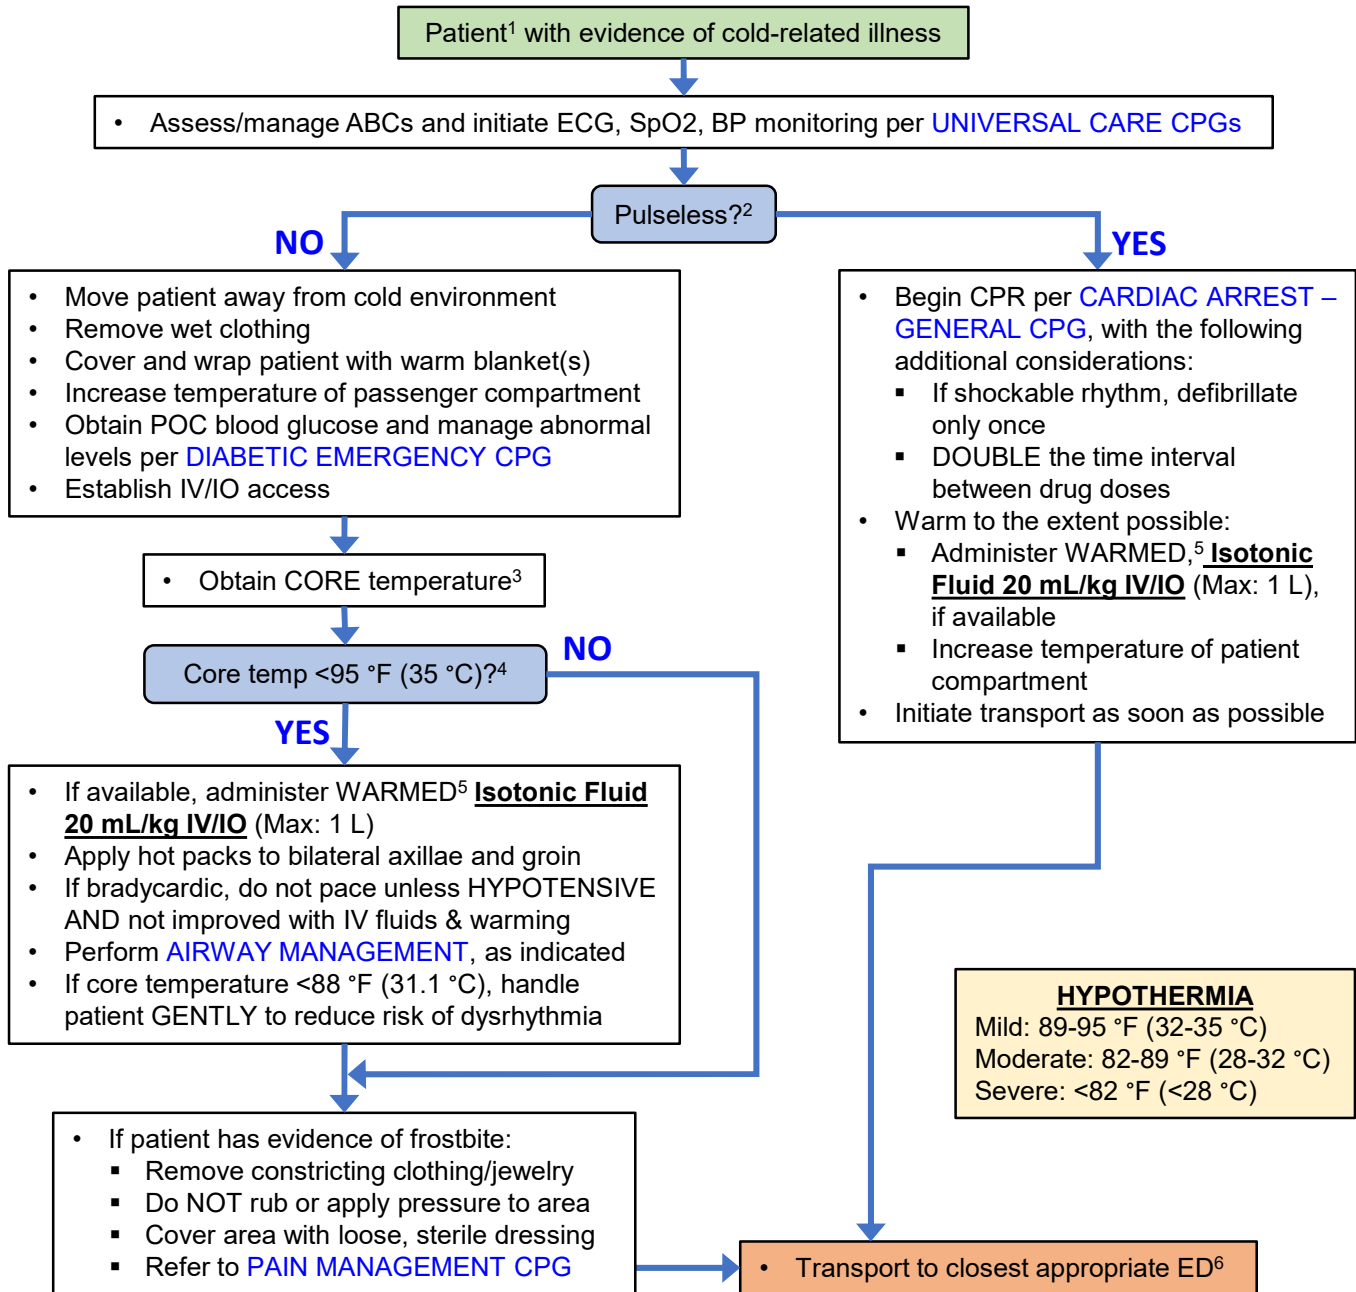 Patient¹ with evidence of cold-related illness
• Assess/manage ABCs and initiate ECG, SpO2, BP monitoring per UNIVERSAL CARE CPGs
Pulseless?²
NO
YES
• Move patient away from cold environment
• Remove wet clothing
• Cover and wrap patient with warm blanket(s)
• Increase temperature of passenger compartment
• Obtain POC blood glucose and manage abnormal
levels per DIABETIC EMERGENCY CPG
• Establish IV/IO access
• Obtain CORE temperature³
Core temp <95 °F (35 °C)?⁴
NO
YES
• If available, administer WARMED⁵ Isotonic Fluid
20 mL/kg IV/IO (Max: 1 L)
• Apply hot packs to bilateral axillae and groin
• If bradycardic, do not pace unless HYPOTENSIVE
AND not improved with IV fluids & warming
• Perform AIRWAY MANAGEMENT, as indicated
• If core temperature <88 °F (31.1 °C), handle
patient GENTLY to reduce risk of dysrhythmia
• If patient has evidence of frostbite:
▪ Remove constricting clothing/jewelry
▪ Do NOT rub or apply pressure to area
▪ Cover area with loose, sterile dressing
▪ Refer to PAIN MANAGEMENT CPG
• Begin CPR per CARDIAC ARREST –
GENERAL CPG, with the following
additional considerations:
▪ If shockable rhythm, defibrillate
only once
▪ DOUBLE the time interval
between drug doses
• Warm to the extent possible:
▪ Administer WARMED,⁵ Isotonic
Fluid 20 mL/kg IV/IO (Max: 1 L),
if available
▪ Increase temperature of patient
compartment
• Initiate transport as soon as possible
HYPOTHERMIA
Mild: 89-95 °F (32-35 °C)
Moderate: 82-89 °F (28-32 °C)
Severe: <82 °F (<28 °C)
• Transport to closest appropriate ED⁶